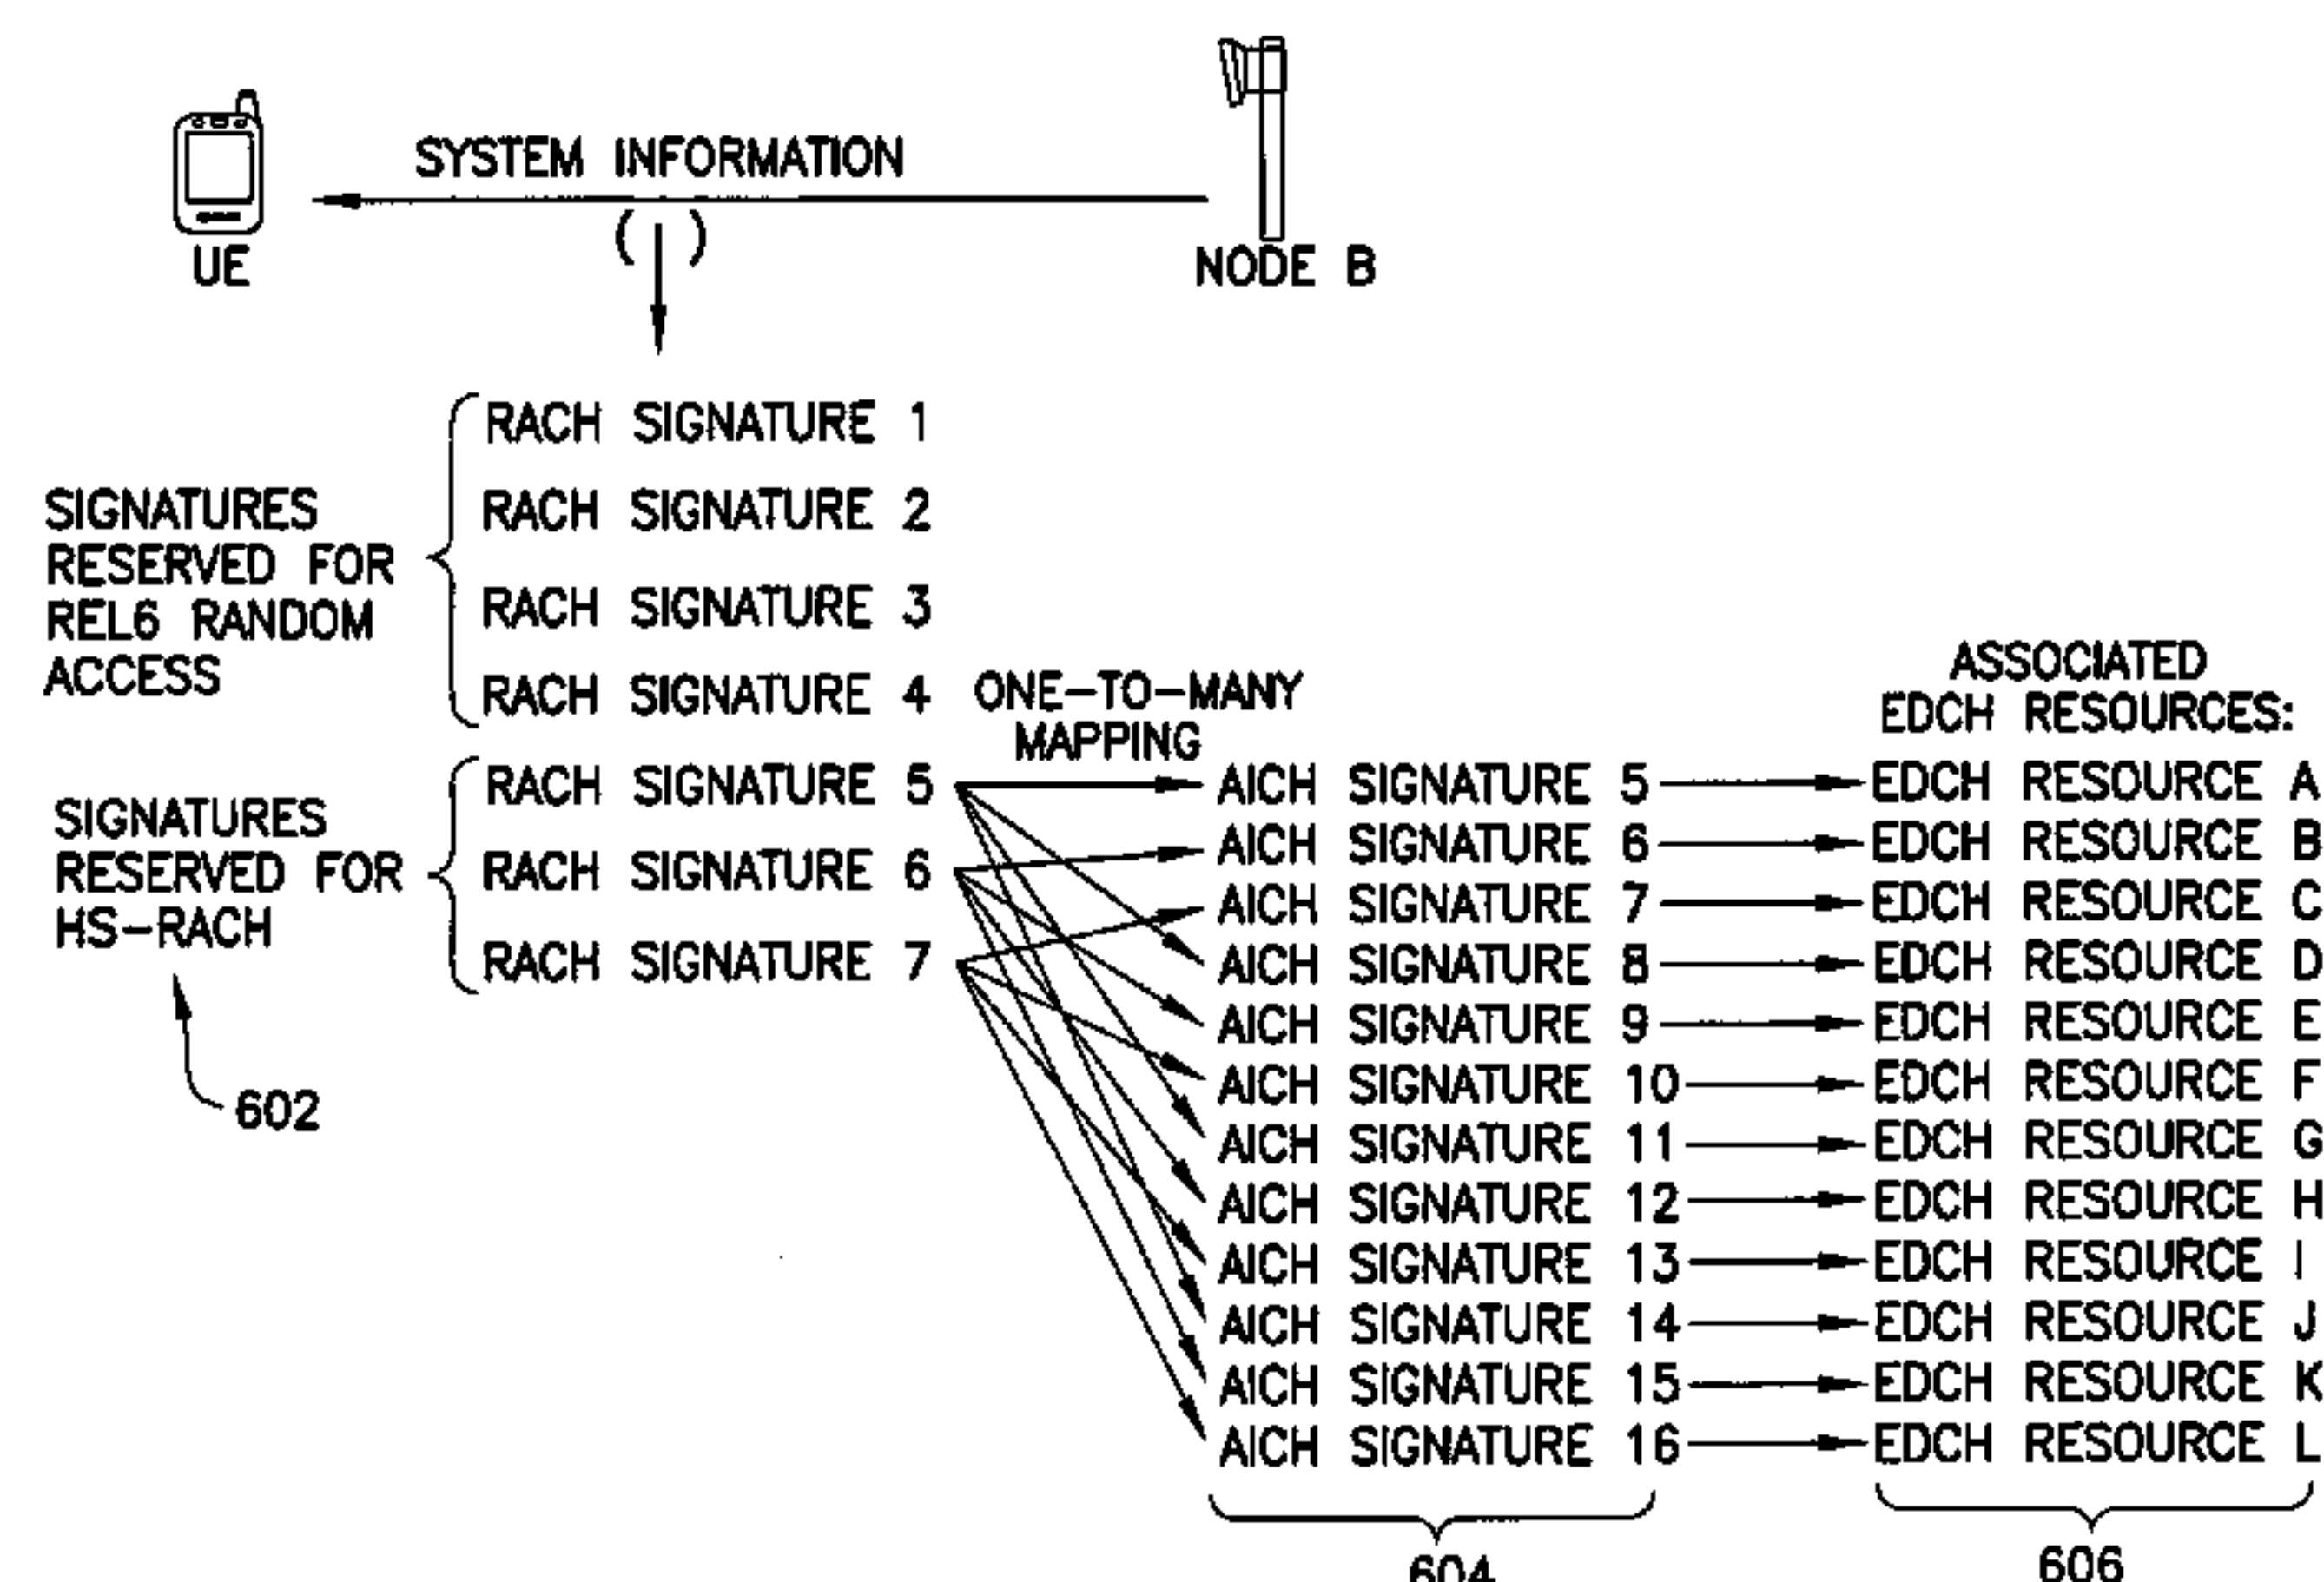 SYSTEM INFORMATION
( )
UE
NODE B
SIGNATURES
RESERVED FOR
REL6 RANDOM
ACCESS
RACH SIGNATURE 1
RACH SIGNATURE 2
RACH SIGNATURE 3
RACH SIGNATURE 4
SIGNATURES
RESERVED FOR
HS-RACH
602
RACH SIGNATURE 5
RACH SIGNATURE 6
RACH SIGNATURE 7
ONE-TO-MANY
MAPPING
AICH SIGNATURE 5
AICH SIGNATURE 6
AICH SIGNATURE 7
AICH SIGNATURE 8
AICH SIGNATURE 9
AICH SIGNATURE 10
AICH SIGNATURE 11
AICH SIGNATURE 12
AICH SIGNATURE 13
AICH SIGNATURE 14
AICH SIGNATURE 15
AICH SIGNATURE 16
604
ASSOCIATED
EDCH RESOURCES:
EDCH RESOURCE A
EDCH RESOURCE B
EDCH RESOURCE C
EDCH RESOURCE D
EDCH RESOURCE E
EDCH RESOURCE F
EDCH RESOURCE G
EDCH RESOURCE H
EDCH RESOURCE I
EDCH RESOURCE J
EDCH RESOURCE K
EDCH RESOURCE L
606